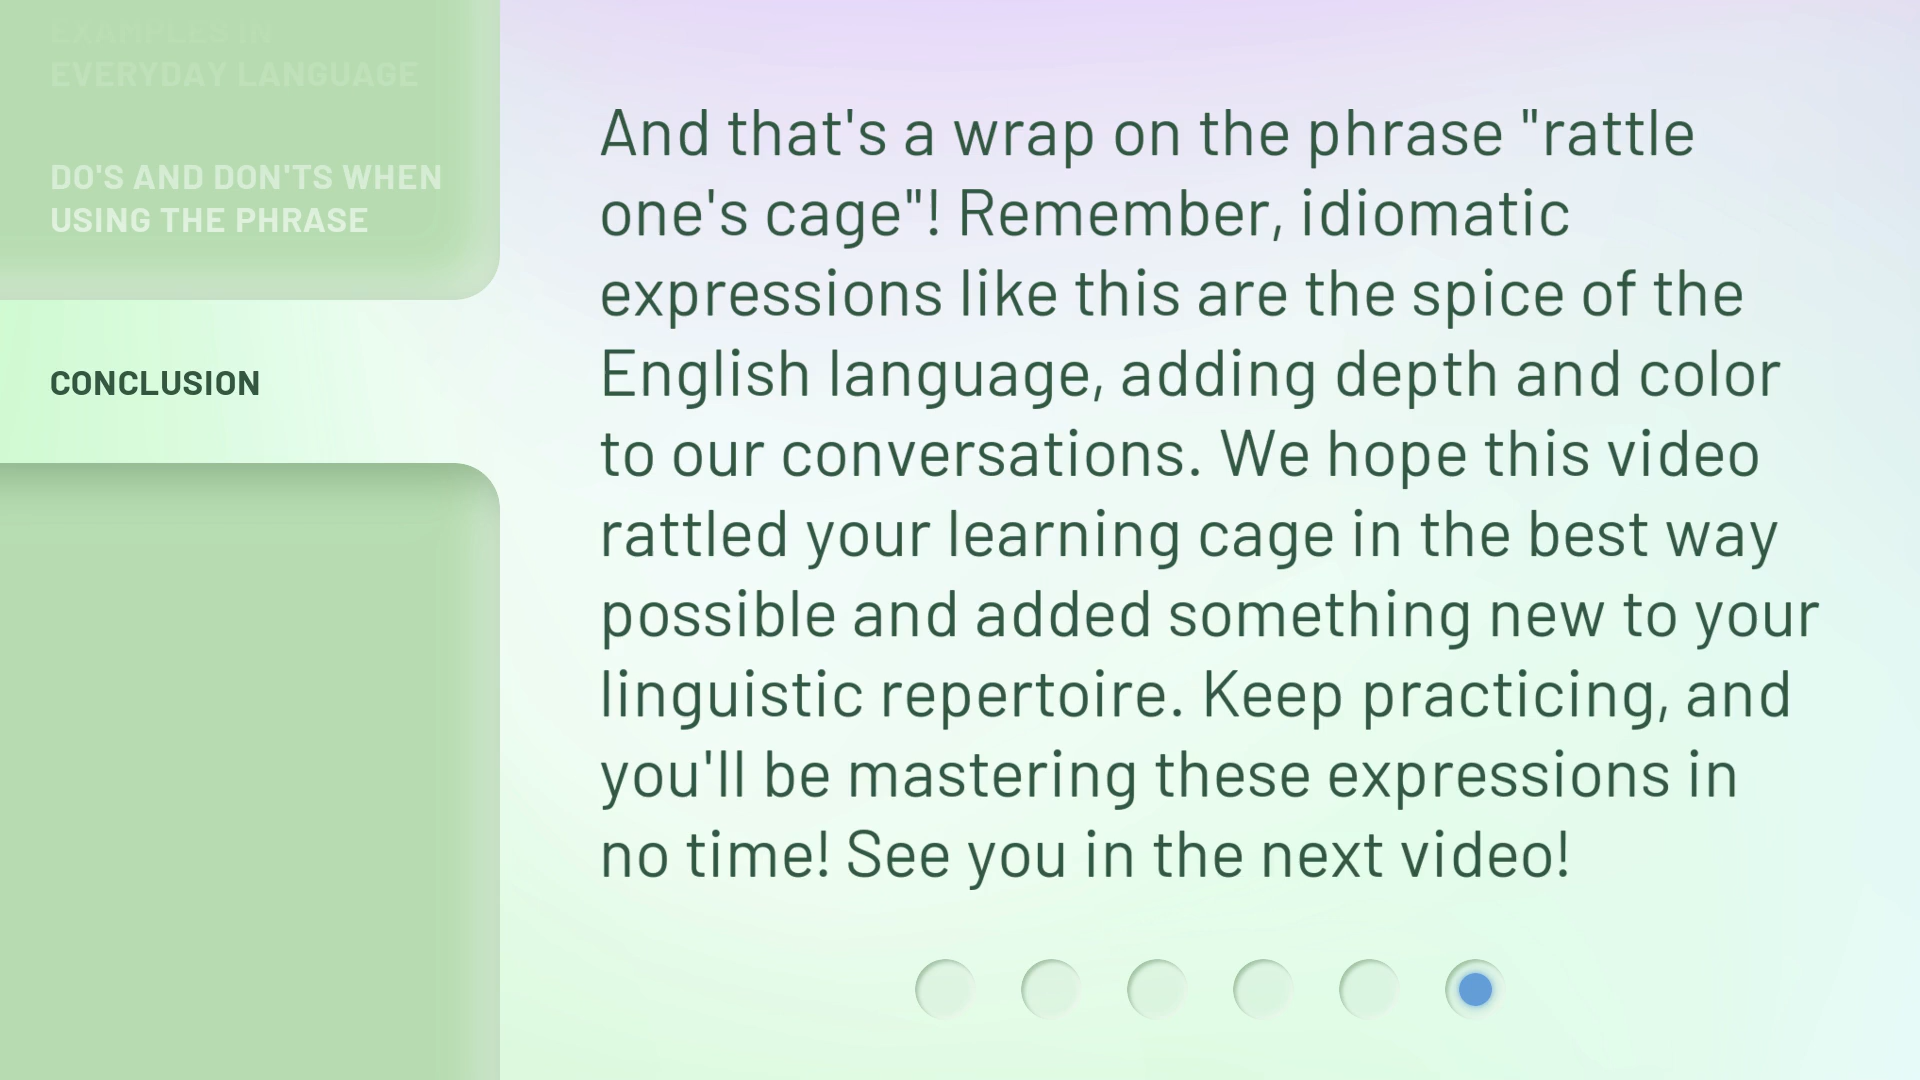 EXAMPLES IN
EVERYDAY LANGUAGE
DO'S AND DON'TS WHEN
USING THE PHRASE
CONCLUSION
And that's a wrap on the phrase "rattle
one's cage"! Remember, idiomatic
expressions like this are the spice of the
English language, adding depth and color
to our conversations. We hope this video
rattled your learning cage in the best way
possible and added something new to your
linguistic repertoire. Keep practicing, and
you'll be mastering these expressions in
no time! See you in the next video!